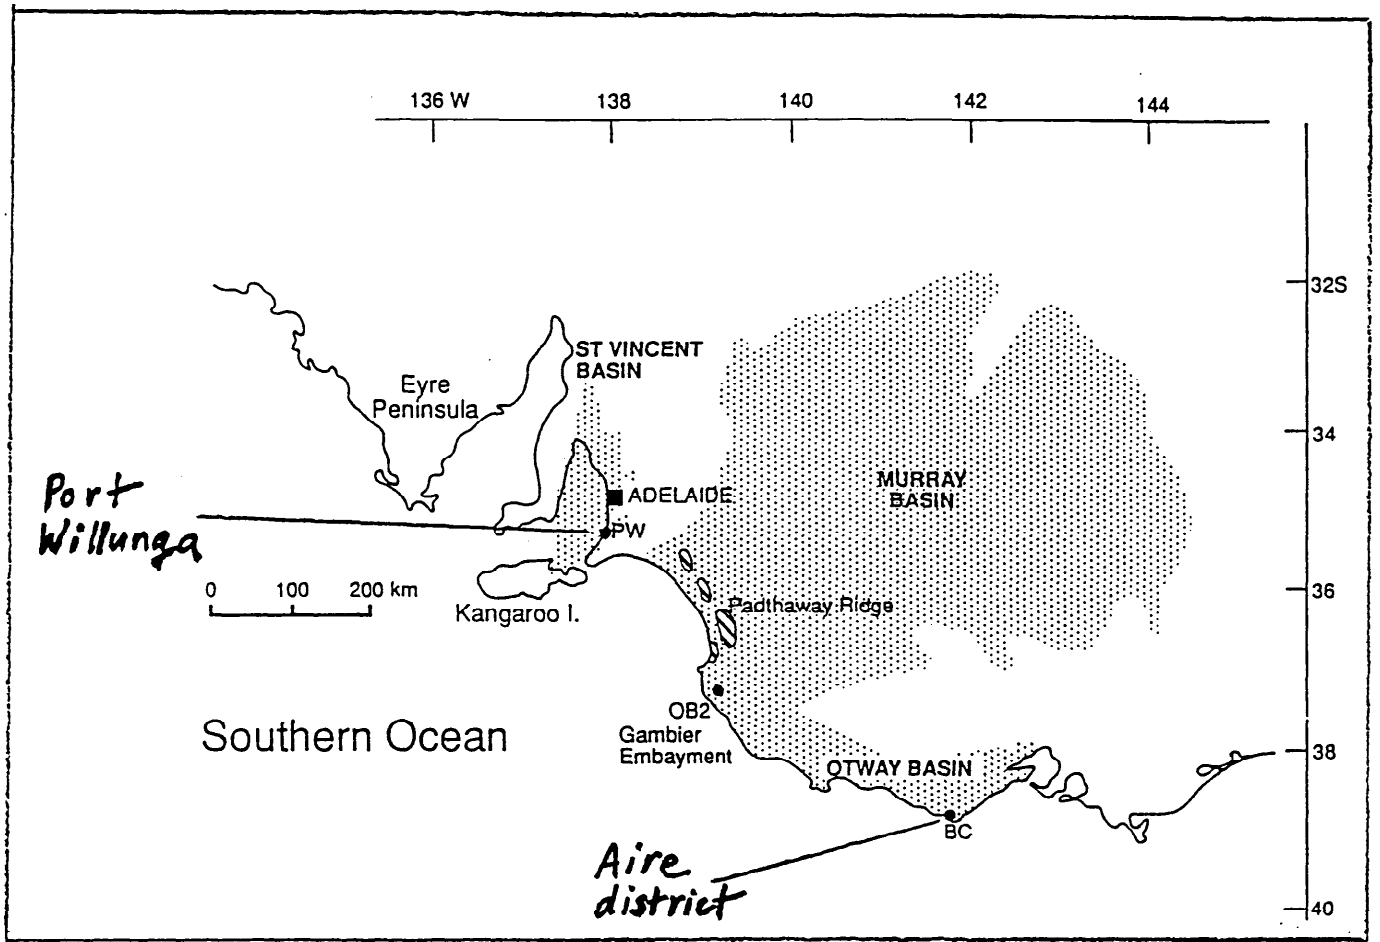 136 W 138 140 142 144
32S
ST VINCENT
BASIN
Eyre
Peninsula
34
MURRAY
BASIN
Port
Willunga
ADELAIDE
PW
0 100 200 km
Kangaroo I.
36
Padthaway Ridge
OB2
Gambier
Embayment
Southern Ocean
38
OTWAY BASIN
BC
Aire
district
40